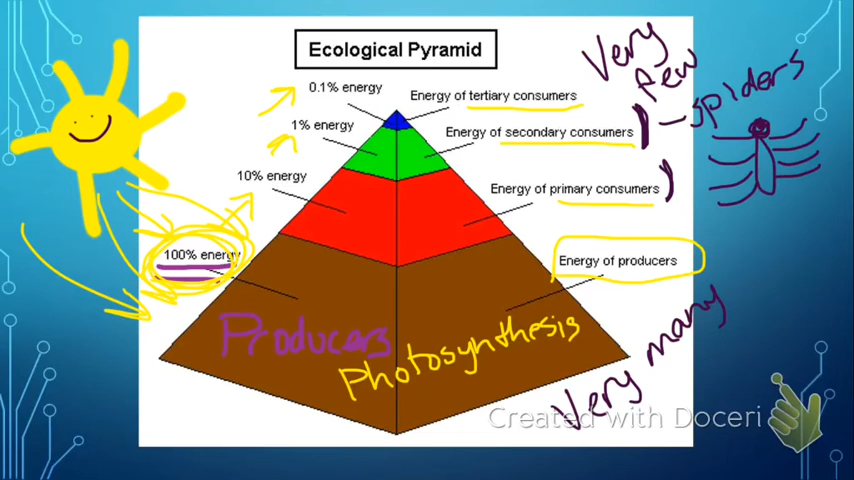 Ecological Pyramid
Very
few
0.1% energy
Energy of tertiary consumers
- spiders
1% energy
Energy of secondary consumers
10% energy
Energy of primary consumers
100% energy
Energy of producers
Producers
Photosynthesis
Very many
Created with Doceri